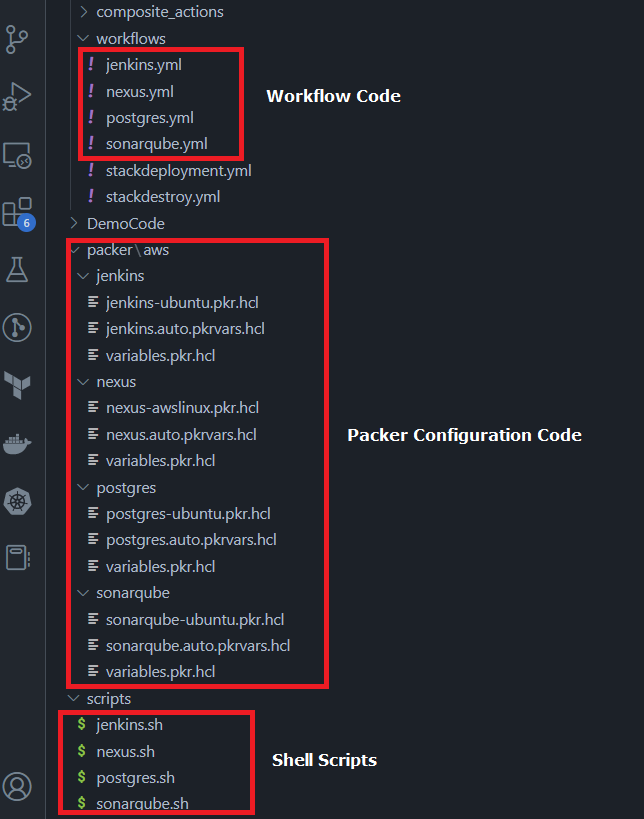 composite_actions
workflows
! jenkins.yml
! nexus.yml
Workflow Code
! postgres.yml
! sonarqube.yml
! stackdeployment.yml
! stackdestroy.yml
6
DemoCode
packer\aws
jenkins
jenkins-ubuntu.pkr.hcl
jenkins.auto.pkrvars.hcl
variables.pkr.hcl
nexus
nexus-awslinux.pkr.hcl
nexus.auto.pkrvars.hcl
Packer Configuration Code
variables.pkr.hcl
postgres
postgres-ubuntu.pkr.hcl
postgres.auto.pkrvars.hcl
variables.pkr.hcl
sonarqube
sonarqube-ubuntu.pkr.hcl
sonarqube.auto.pkrvars.hcl
variables.pkr.hcl
scripts
$ jenkins.sh
$ nexus.sh
Shell Scripts
$ postgres.sh
$ sonarqube.sh